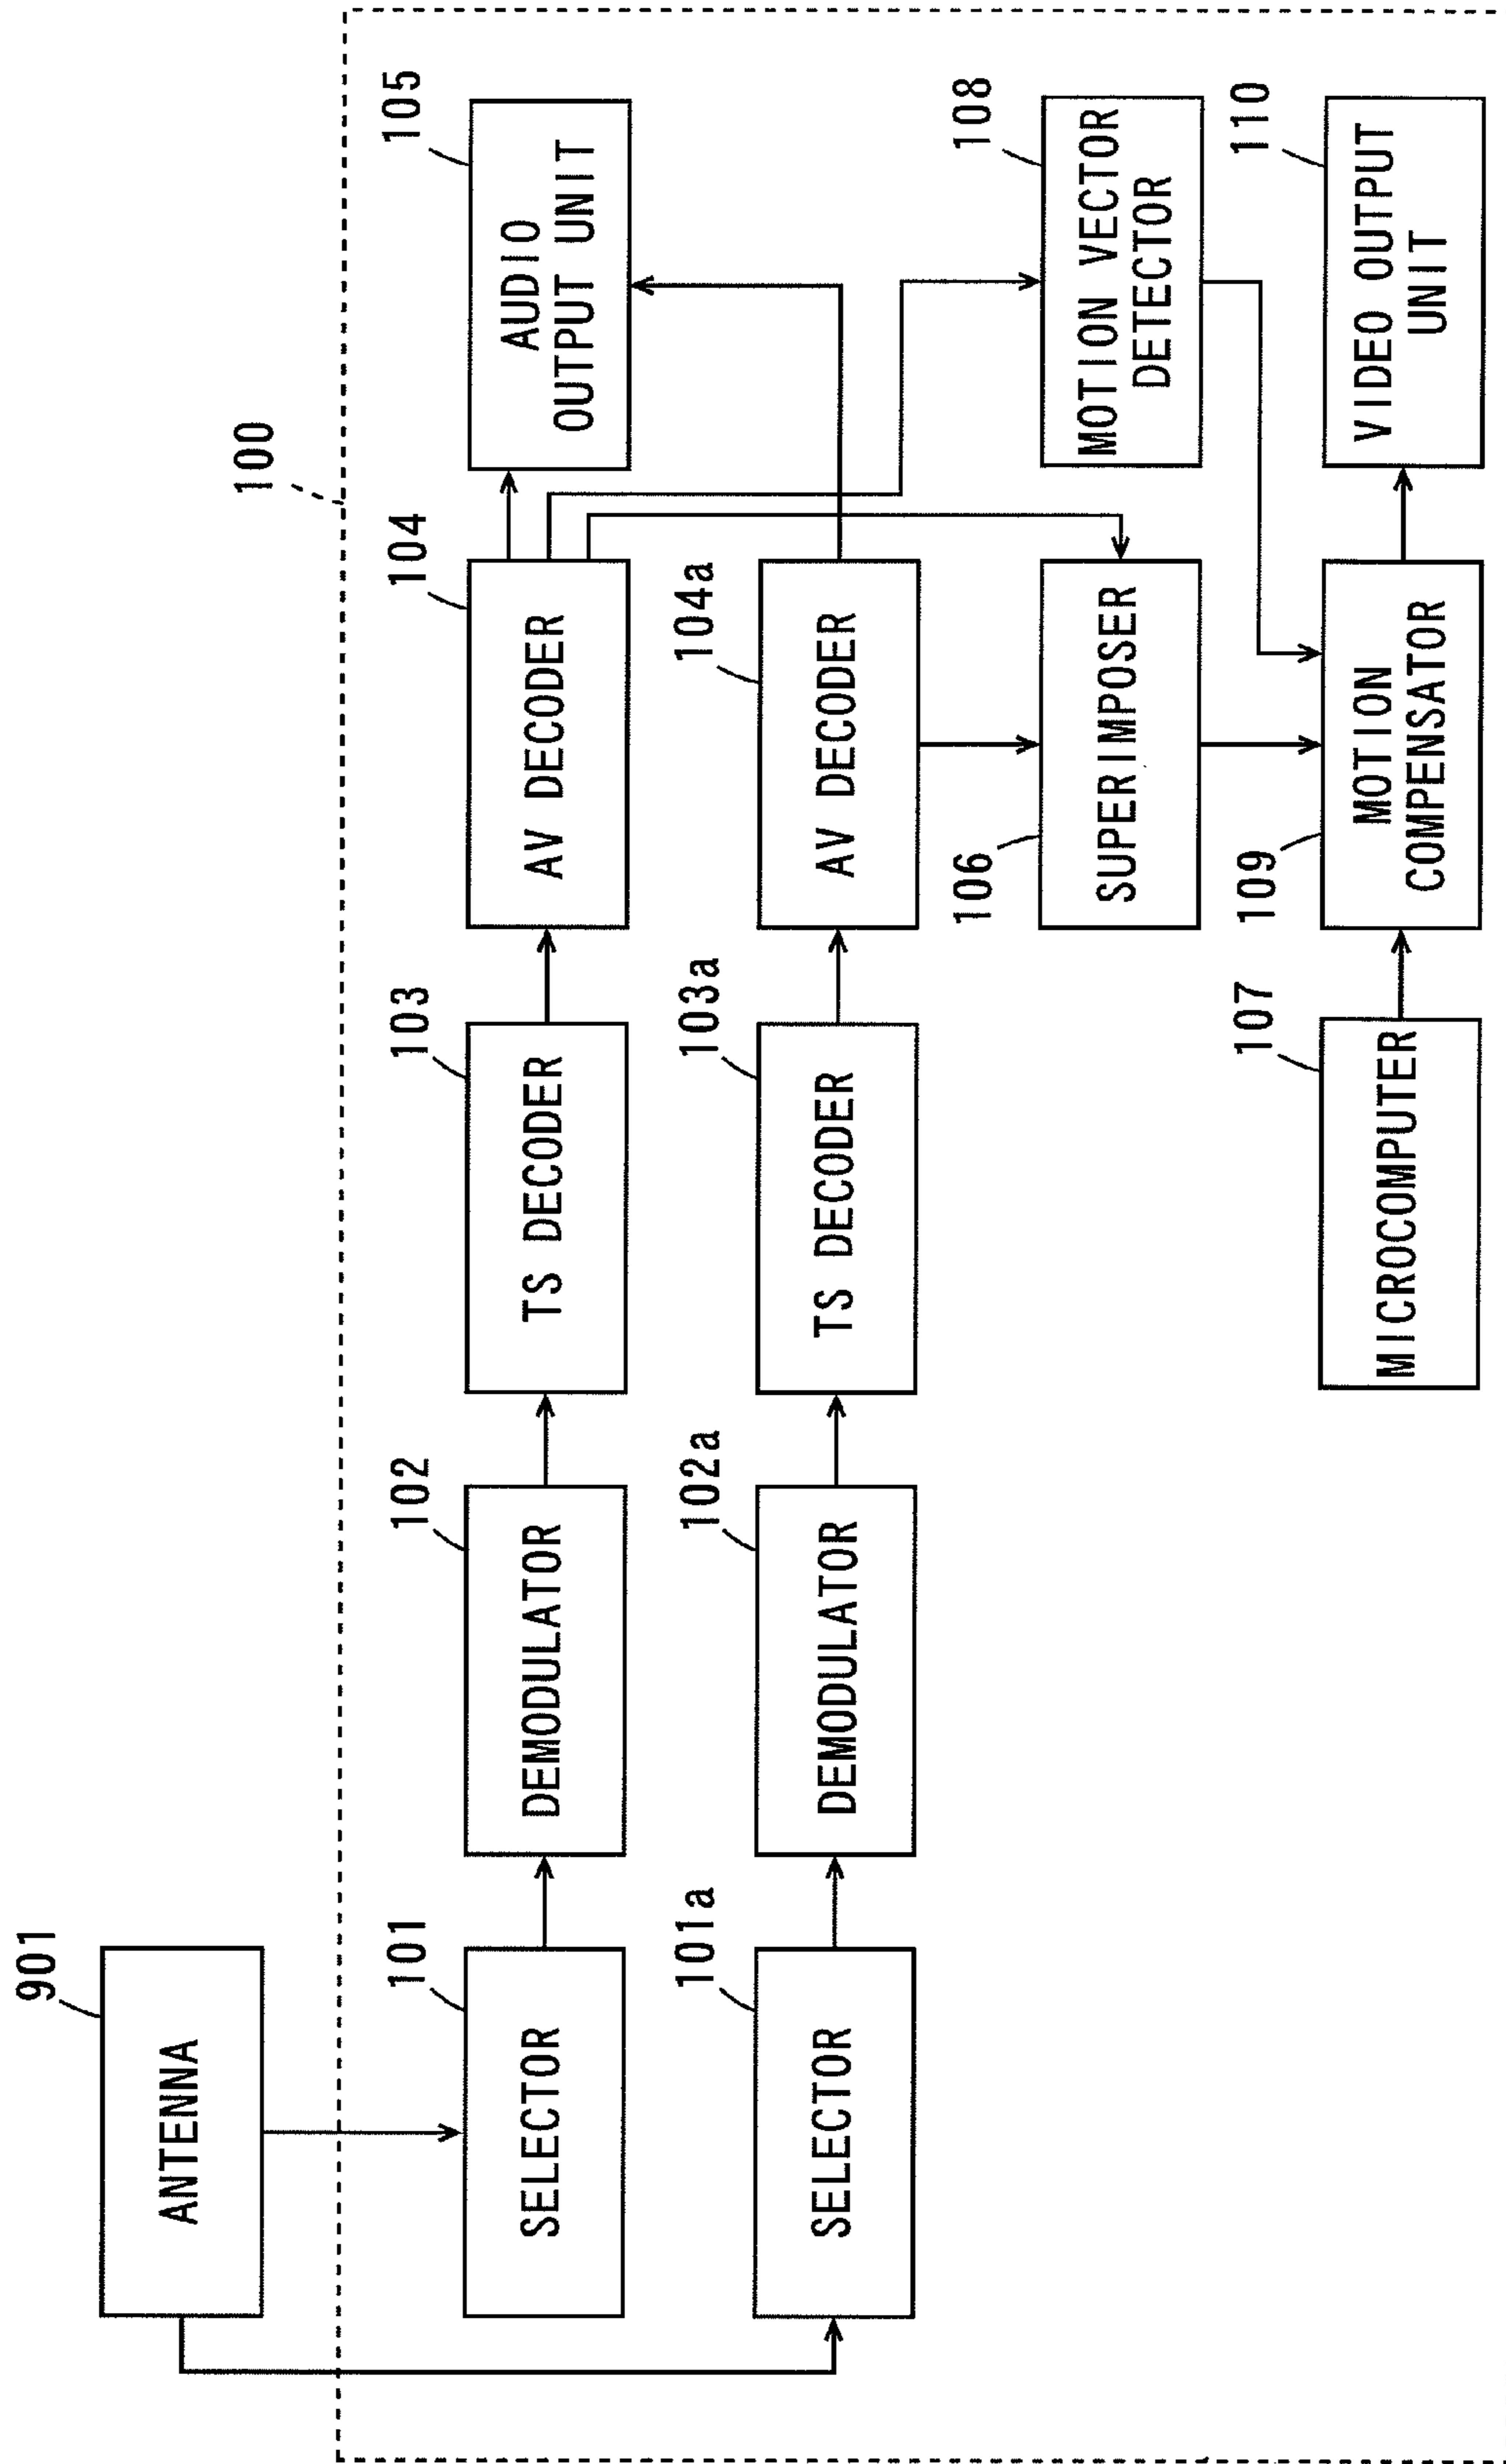 901
ANTENNA
100
101
SELECTOR
102
DEMODULATOR
103
TS DECODER
104
AV DECODER
105
AUDIO
OUTPUT UNIT
101a
SELECTOR
102a
DEMODULATOR
103a
TS DECODER
104a
AV DECODER
106
SUPERIMPOSER
108
MOTION VECTOR
DETECTOR
107
MICROCOMPUTER
109
MOTION
COMPENSATOR
110
VIDEO OUTPUT
UNIT